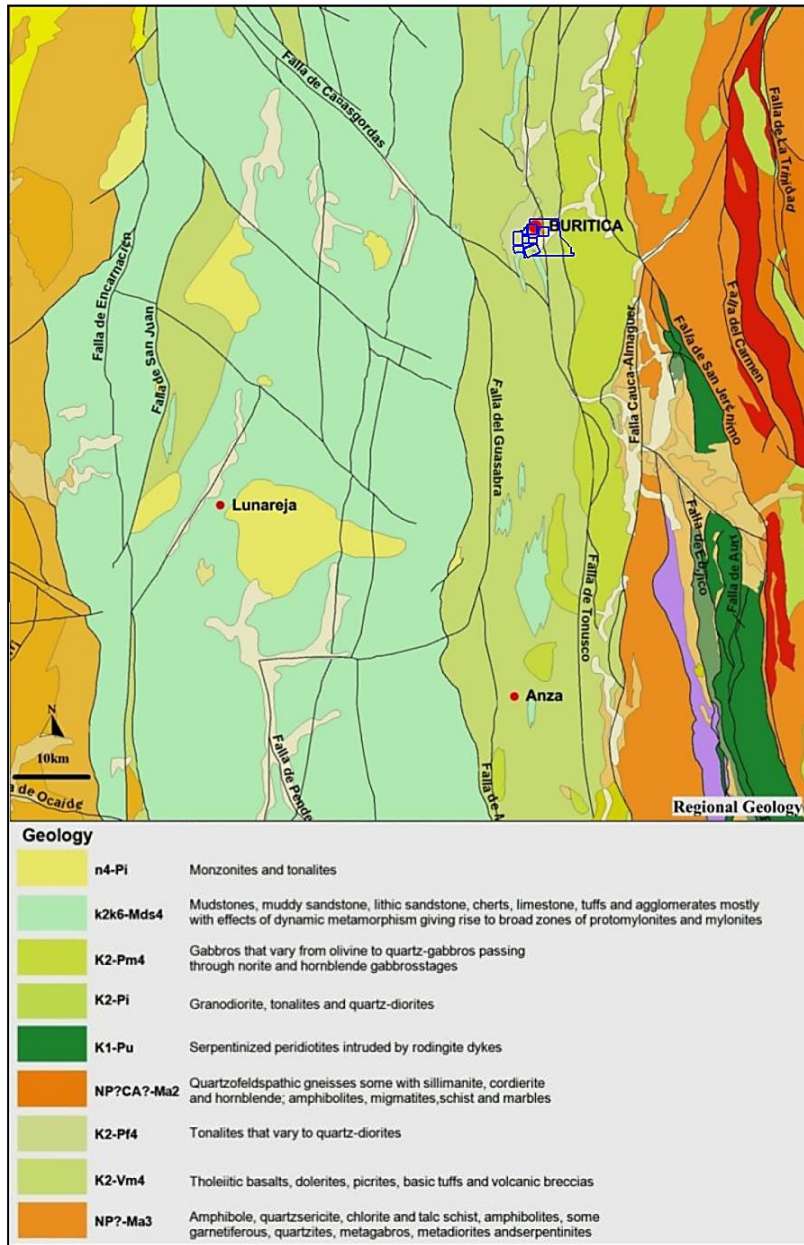 Falla de Cañasgordas
Falla de La Trinidad
BURITICA
Falla de Encarnación
Falla de San Juan
Falla Cauca-Almaguer
Falla del Carmen
Falla de San Jerónimo
Falla del Guasabra
Lunareja
Falla de Ebéjico
Falla de Aurí
Falla de Tonusco
Anza
N
10km
Falla de Pende
Falla de
a de Ocaidó
Regional Geology
Geology
n4-Pi Monzonites and tonalites
k2k6-Mds4 Mudstones, muddy sandstone, lithic sandstone, cherts, limestone, tuffs and agglomerates mostly
with effects of dynamic metamorphism giving rise to broad zones of protomylonites and mylonites
K2-Pm4 Gabbros that vary from olivine to quartz-gabbros passing
through norite and hornblende gabbrosstages
K2-Pi Granodiorite, tonalites and quartz-diorites
K1-Pu Serpentinized peridiotites intruded by rodingite dykes
NP?CA?-Ma2 Quartzofeldspathic gneisses some with sillimanite, cordierite
and hornblende; amphibolites, migmatites,schist and marbles
K2-Pf4 Tonalites that vary to quartz-diorites
K2-Vm4 Tholeiitic basalts, dolerites, picrites, basic tuffs and volcanic breccias
NP?-Ma3 Amphibole, quartzsericite, chlorite and talc schist, amphibolites, some
garnetiferous, quartzites, metagabros, metadiorites andserpentinites